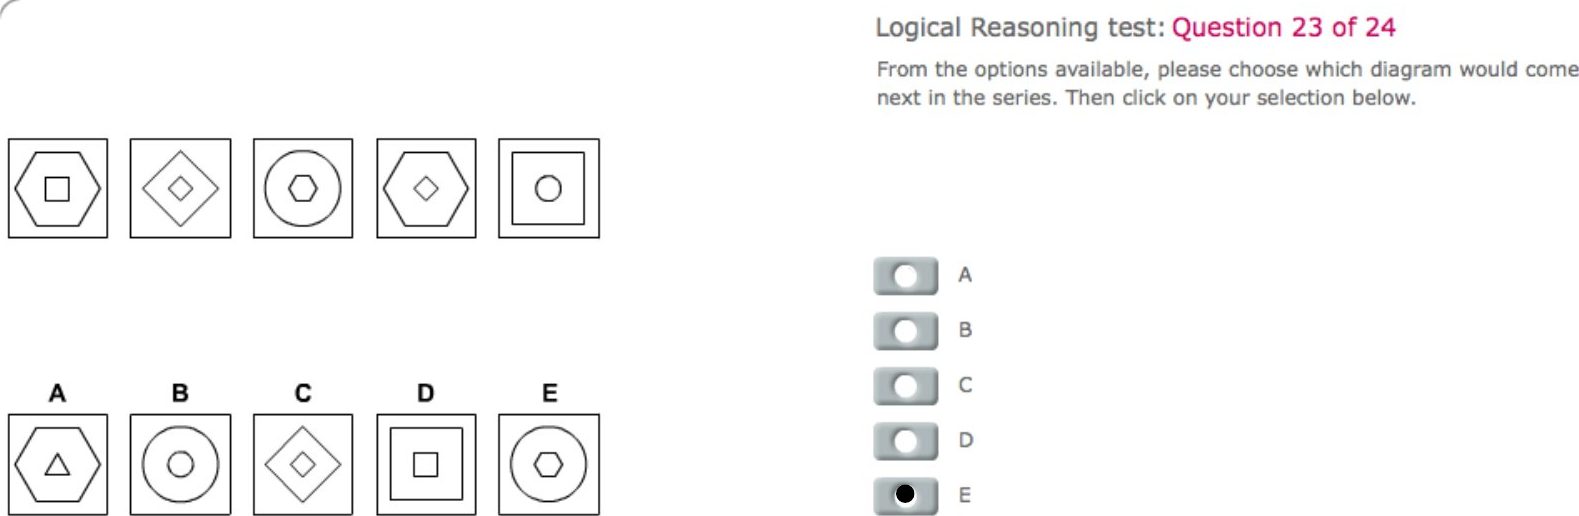 Logical Reasoning test: Question 23 of 24
From the options available, please choose which diagram would come
next in the series. Then click on your selection below.
A B C D E
A
B
C
D
E